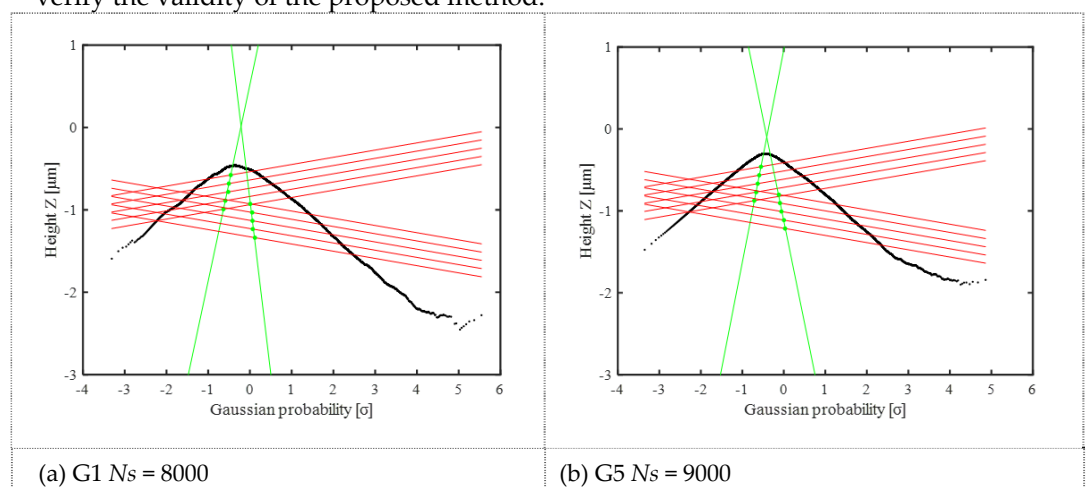 verify the validity of the proposed method.
1
0
-1
-2
-3
Height Z [μm]
-4 -3 -2 -1 0 1 2 3 4 5 6
Gaussian probability [σ]
1
0
-1
-2
-3
Height Z [μm]
-4 -3 -2 -1 0 1 2 3 4 5 6
Gaussian probability [σ]
(a) G1 Ns = 8000
(b) G5 Ns = 9000